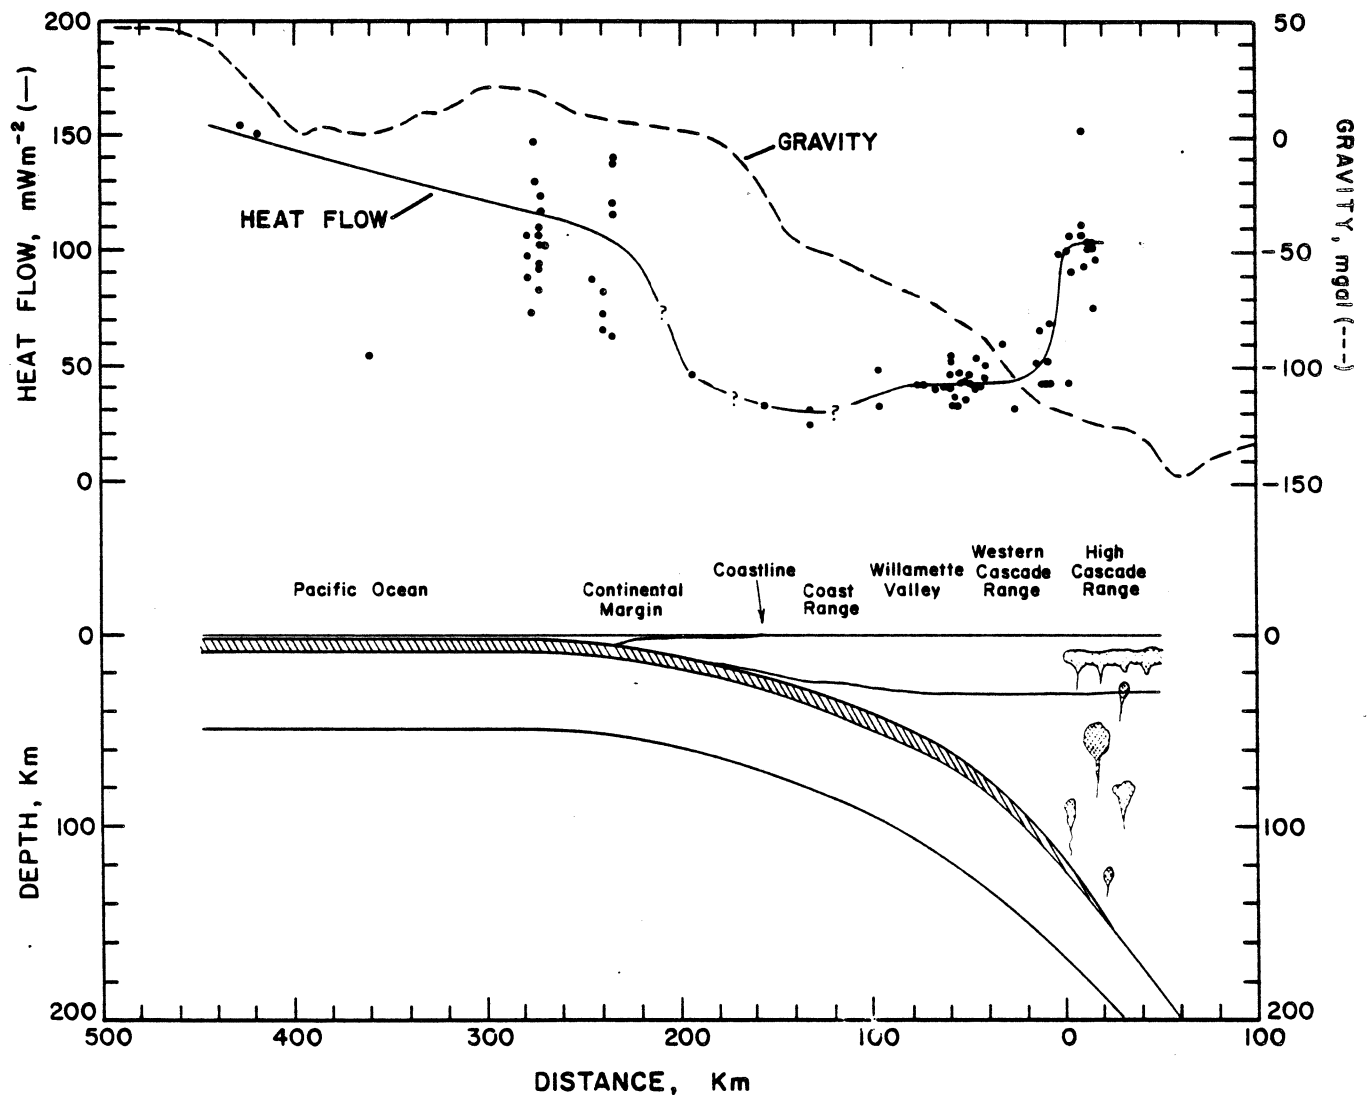 200
150
100
50
0
HEAT FLOW, mWm⁻² (—)
50
0
-50
-100
-150
GRAVITY, mgal (---)
GRAVITY
HEAT FLOW
?
? ?
Pacific Ocean
Continental
Margin
Coastline
Coast
Range
Willamette
Valley
Western
Cascade
Range
High
Cascade
Range
0
100
200
DEPTH, Km
0
100
200
500 400 300 200 100 0 100
DISTANCE, Km